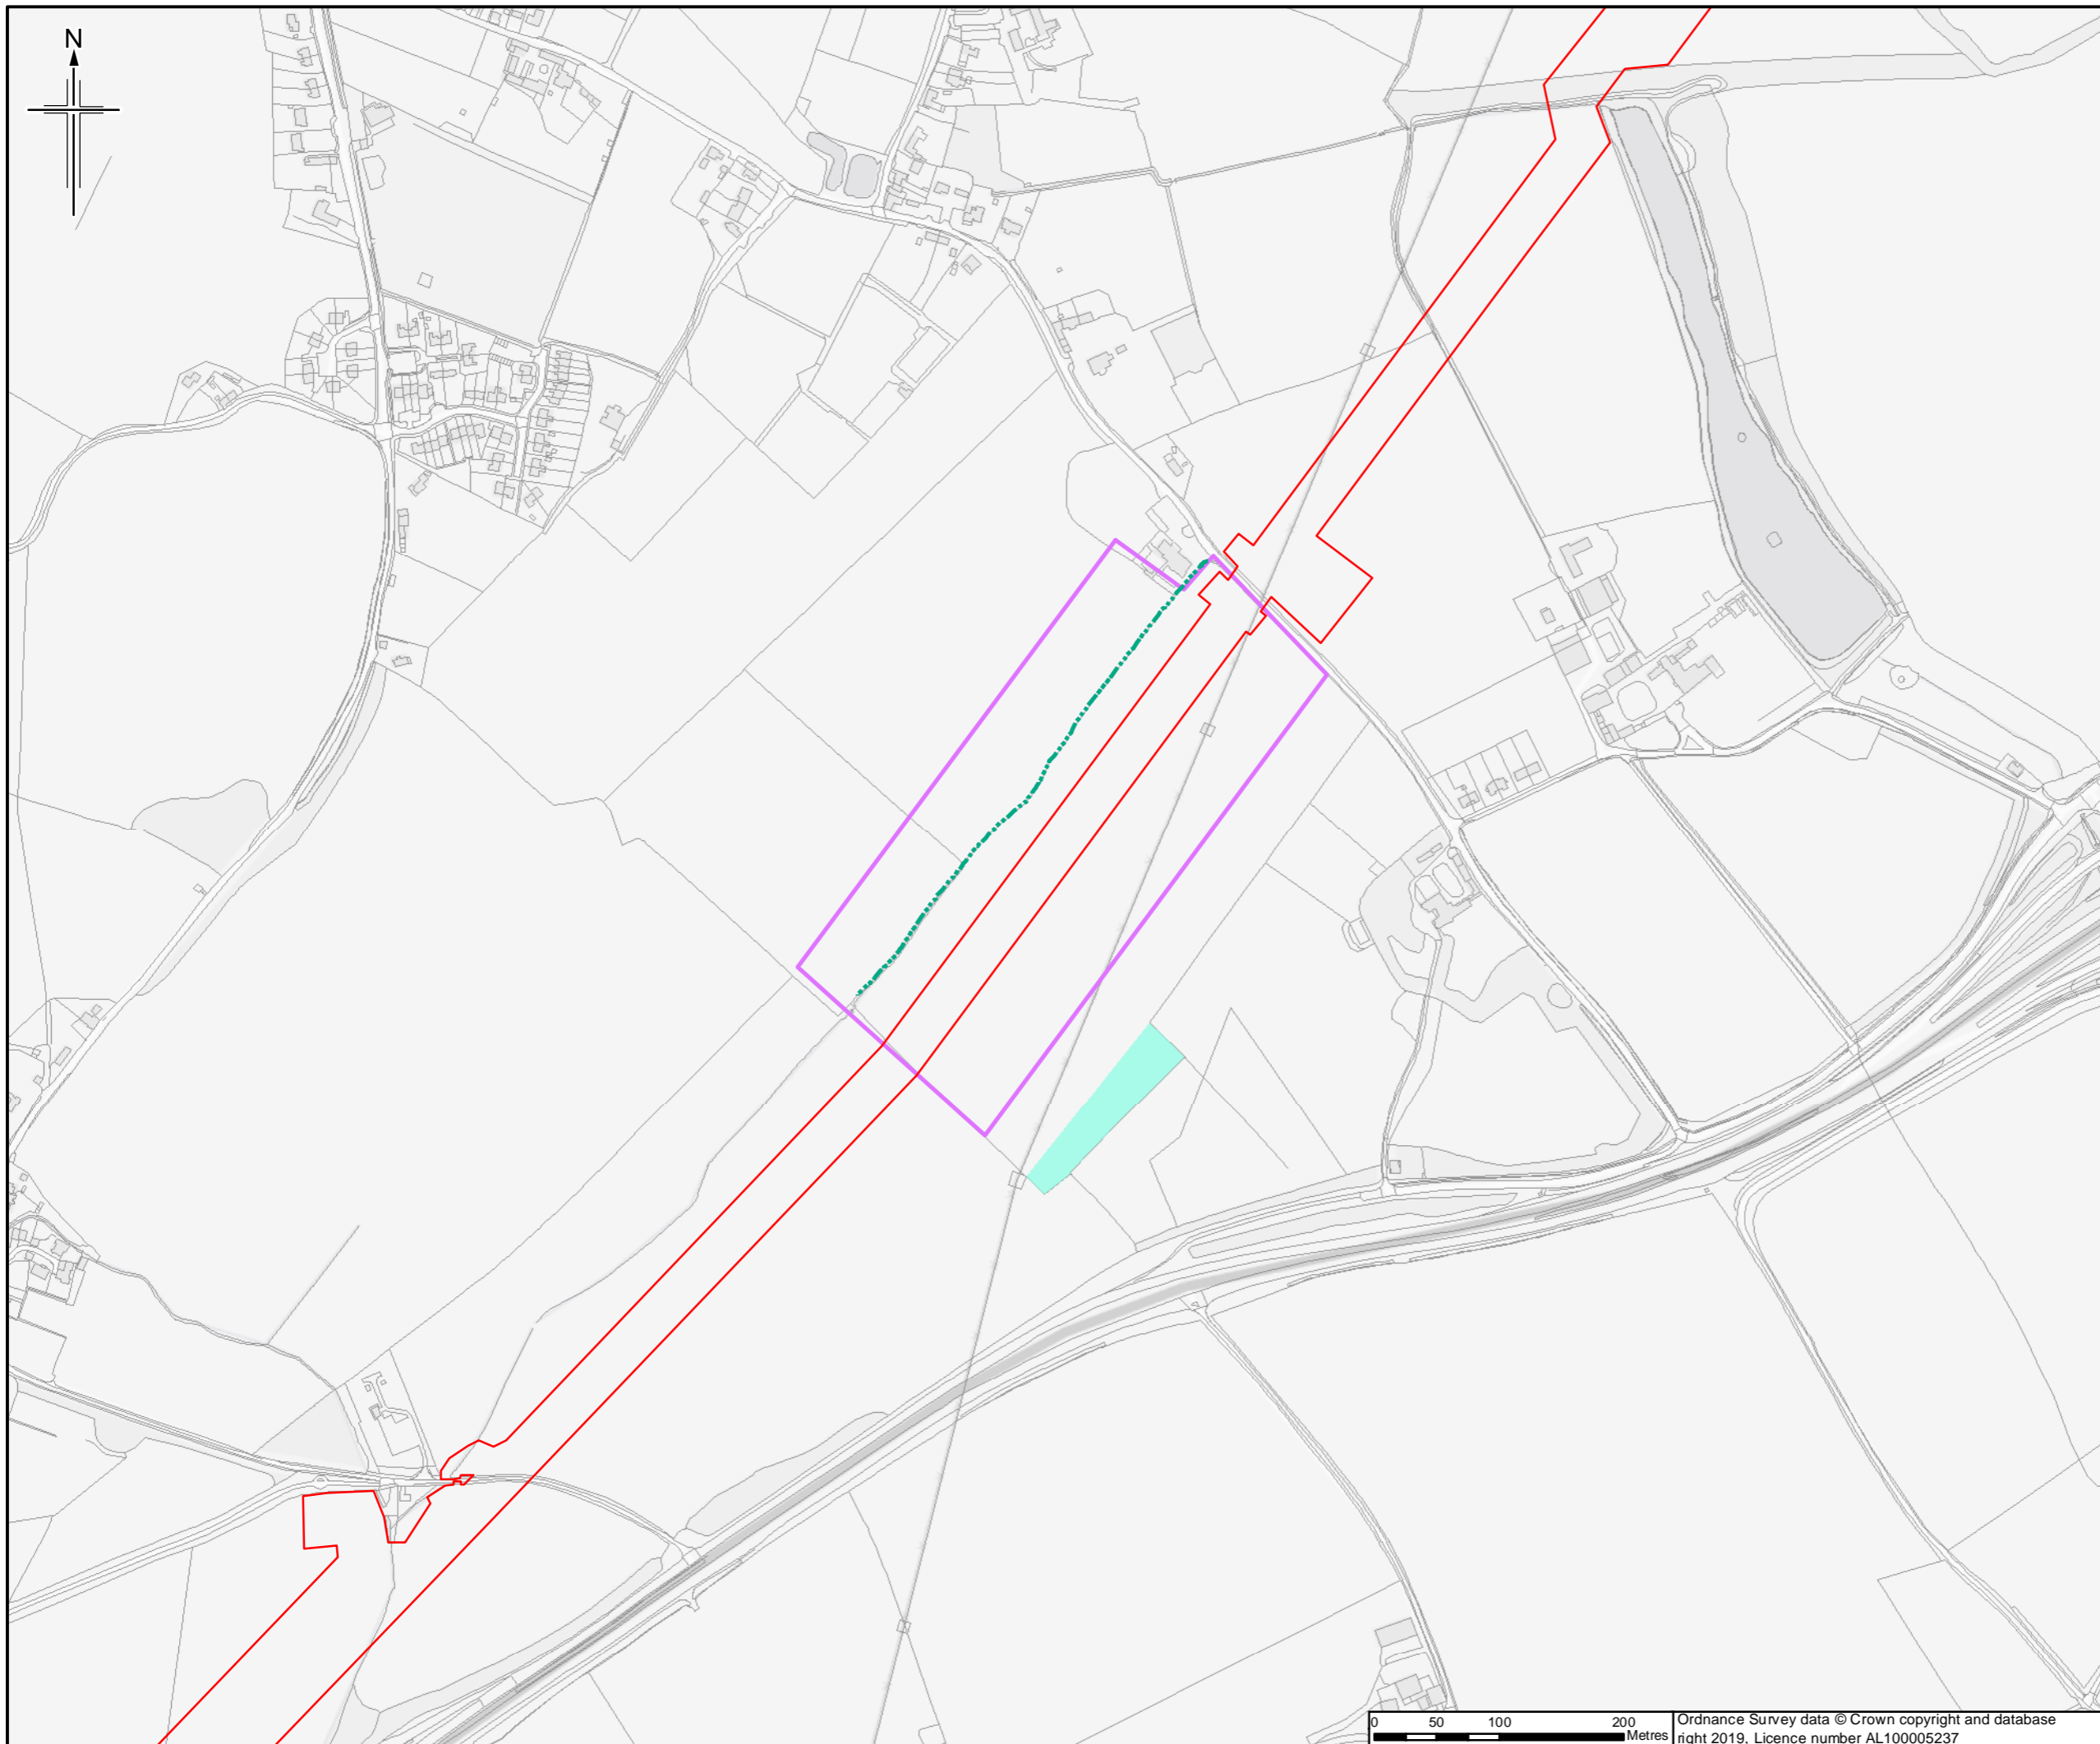 N
0 50 100 200
Metres
Ordnance Survey data © Crown copyright and database
right 2019. Licence number AL100005237